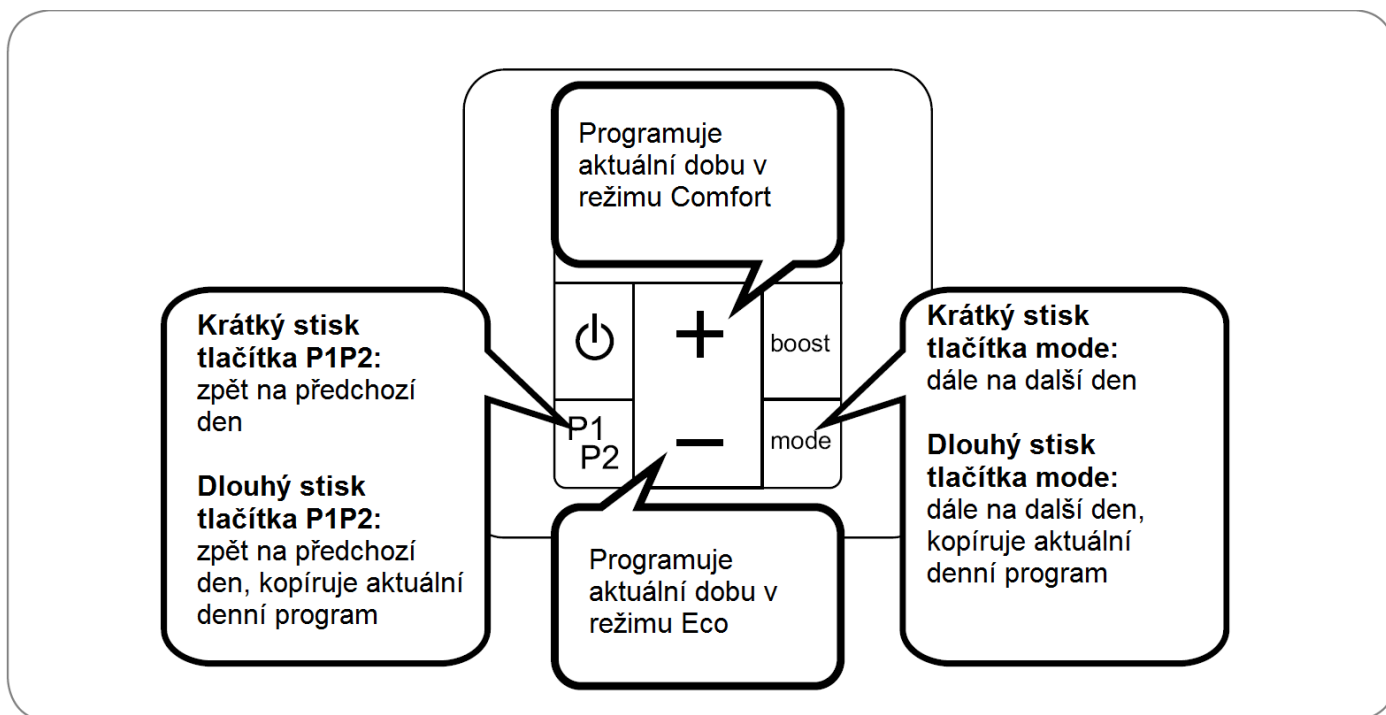 Programuje
aktuální dobu v
režimu Comfort
Krátký stisk
tlačítka P1P2:
zpět na předchozí
den
Dlouhý stisk
tlačítka P1P2:
zpět na předchozí
den, kopíruje aktuální
denní program
+
boost
P1
P2
−
mode
Krátký stisk
tlačítka mode:
dále na další den
Dlouhý stisk
tlačítka mode:
dále na další den,
kopíruje aktuální
denní program
Programuje
aktuální dobu v
režimu Eco